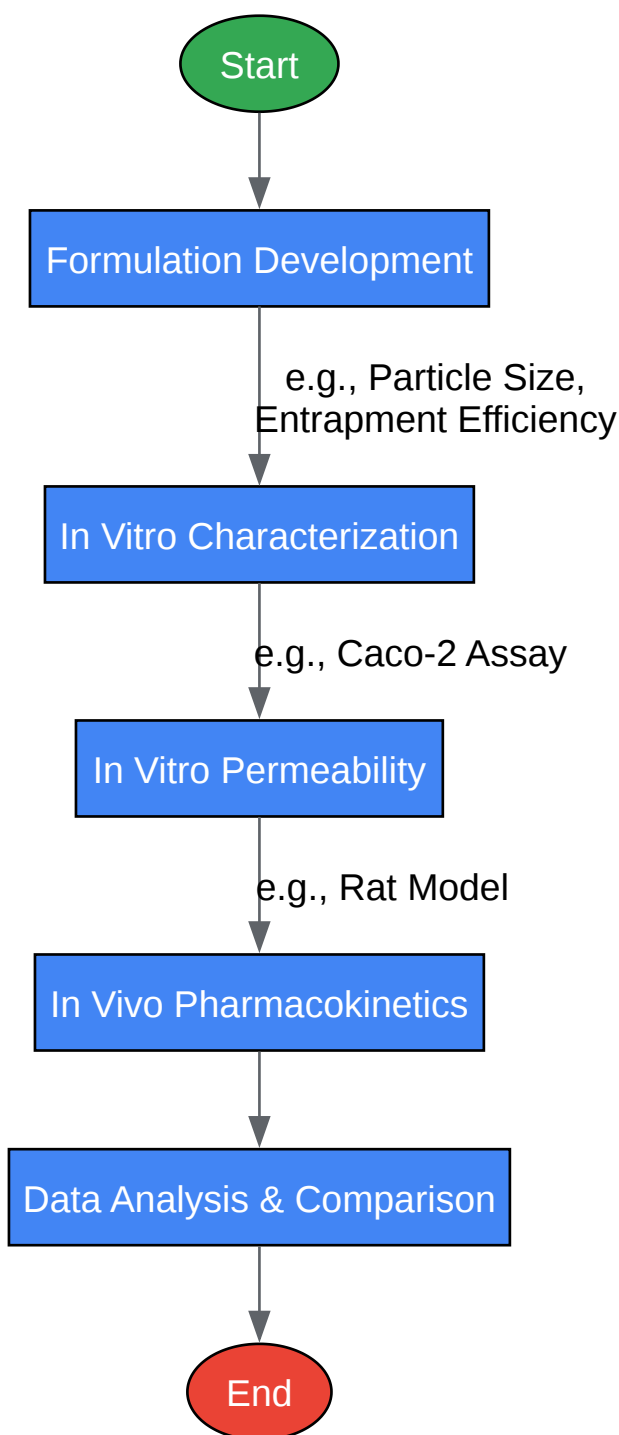 Start
Formulation Development
e.g., Particle Size,
Entrapment Efficiency
In Vitro Characterization
e.g., Caco-2 Assay
In Vitro Permeability
e.g., Rat Model
In Vivo Pharmacokinetics
Data Analysis & Comparison
End